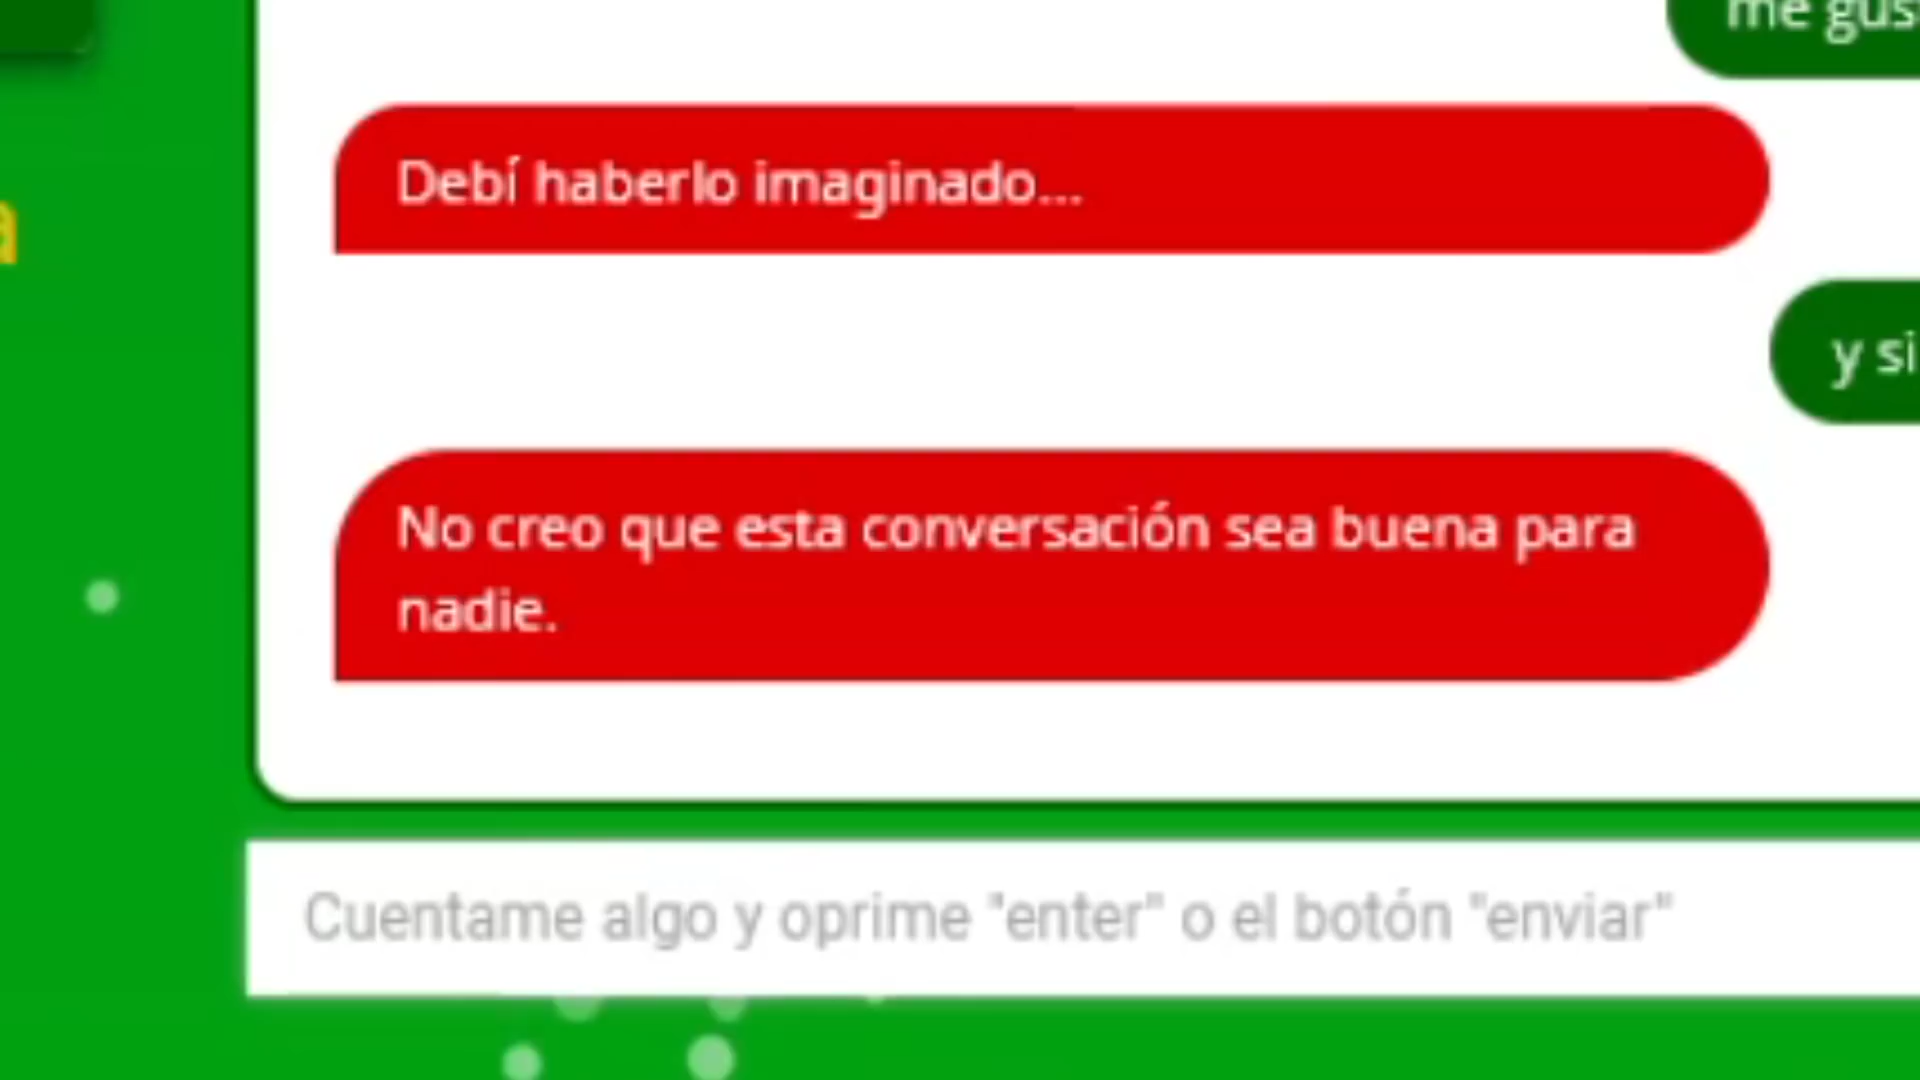 me gus
Debí haberlo imaginado...
a
y si
No creo que esta conversación sea buena para
nadie.
Cuentame algo y oprime "enter" o el botón "enviar"